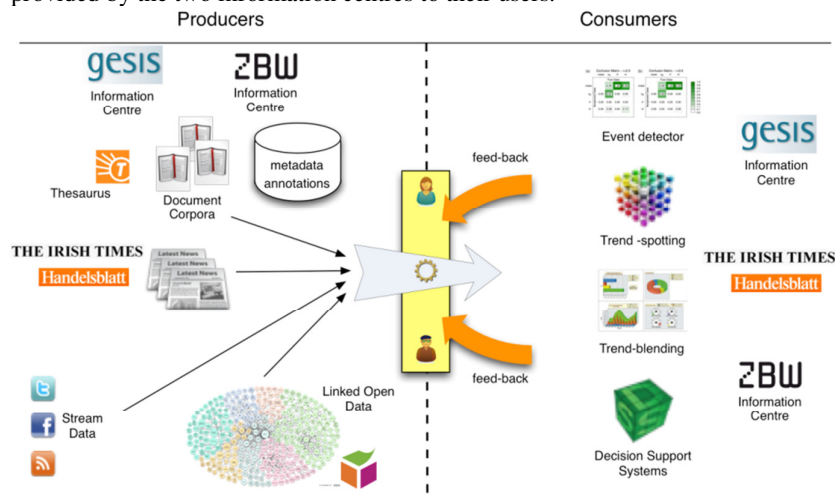 provided by the two information centres to their users.
Producers
Consumers
gesis
Information
Centre
ZBW
Information
Centre
Thesaurus
Document
Corpora
metadata
annotations
THE IRISH TIMES
Handelsblatt
Latest News
Latest News
Latest News
Stream
Data
Linked Open
Data
feed-back
feed-back
Event detector
Trend -spotting
Trend-blending
Decision Support
Systems
gesis
Information
Centre
THE IRISH TIMES
Handelsblatt
ZBW
Information
Centre